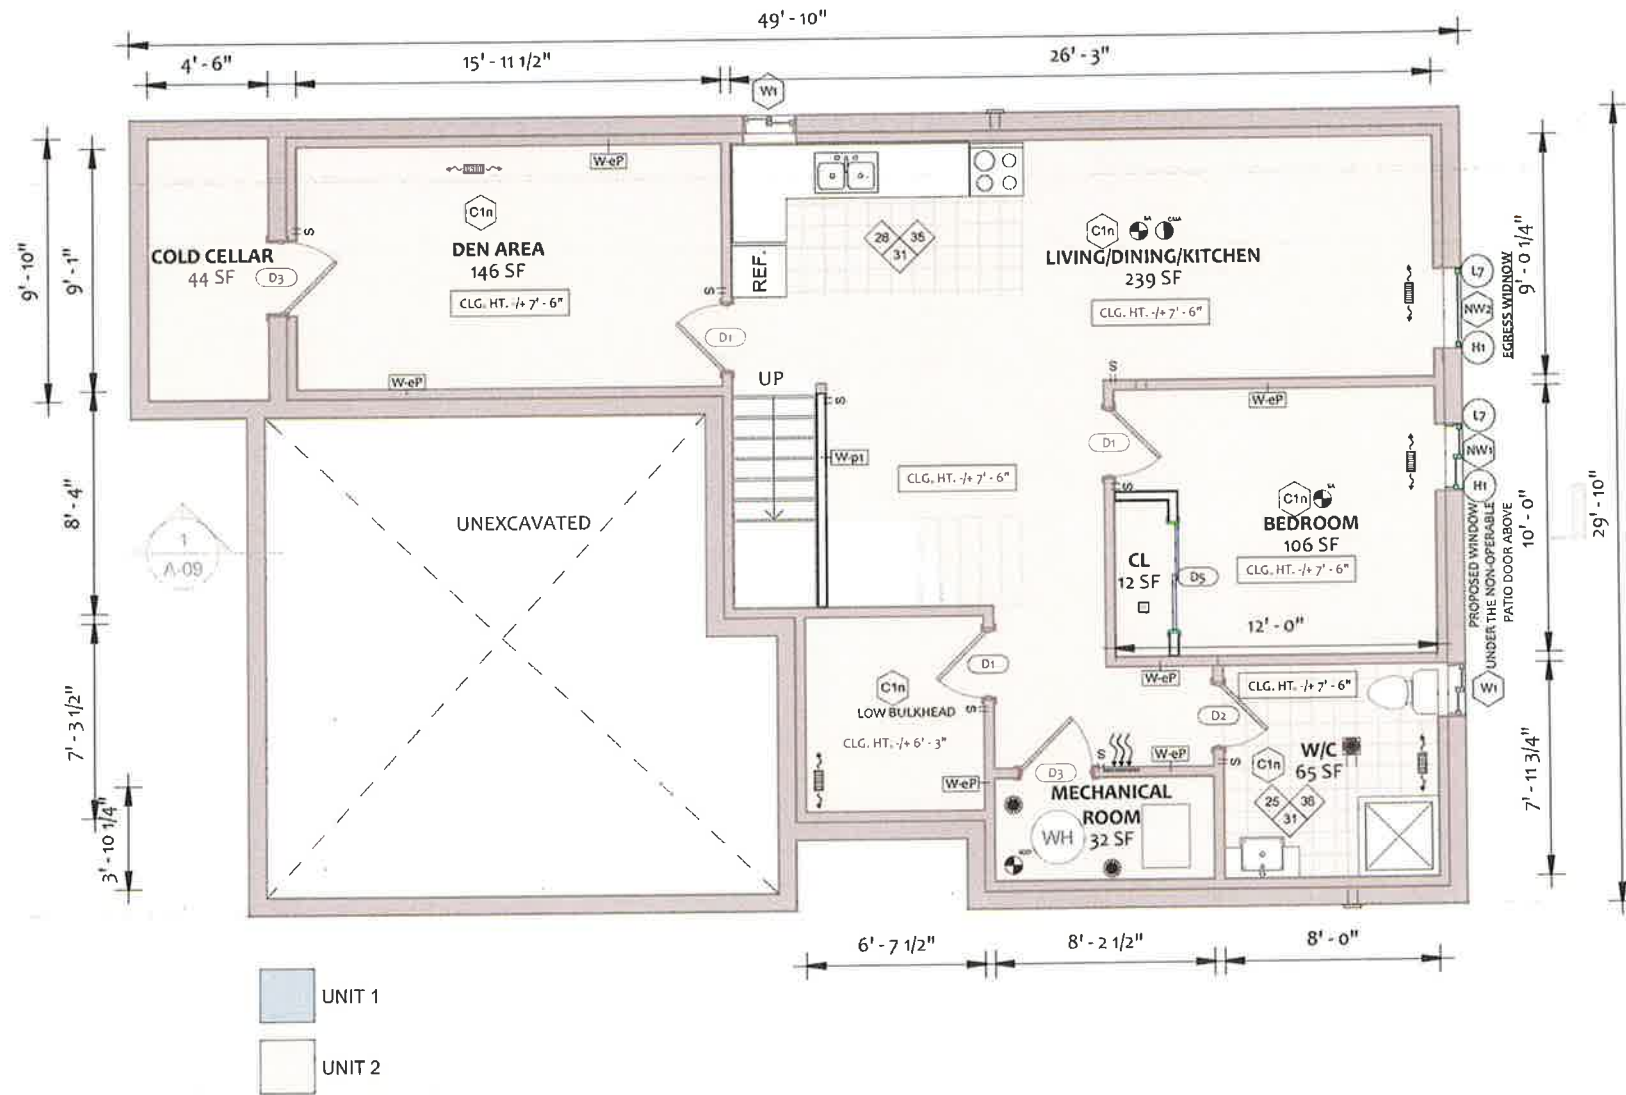 49' - 10"
4' - 6"
15' - 11 1/2"
26' - 3"
W1
W-eP
C1n
DEN AREA
146 SF
CLG. HT. -/+ 7' - 6"
COLD CELLAR
44 SF
D3
S
S
D1
REF.
28
35
31
C1n
LIVING/DINING/KITCHEN
239 SF
CLG. HT. -/+ 7' - 6"
9' - 10"
9' - 1"
9' - 0 1/4"
L7
NW2
H1
EGRESS WIDNOW
W-eP
UP
S
S
W-eP
8' - 4"
UNEXCAVATED
1
A-09
W-p1
CLG. HT. -/+ 7' - 6"
D1
S
C1n
BEDROOM
106 SF
CLG. HT. -/+ 7' - 6"
CL
12 SF
D5
12' - 0"
L7
NW1
H1
PROPOSED WINDOW
UNDER THE NON-OPERABLE
PATIO DOOR ABOVE
10' - 0"
29' - 10"
7' - 3 1/2"
3' - 10 1/4"
C1n
LOW BULKHEAD
CLG. HT. -/+ 6' - 3"
D1
S
W-eP
W-eP
CLG. HT. -/+ 7' - 6"
D2
W1
S
W-eP
S
D3
MECHANICAL
ROOM
32 SF
WH
C1n
W/C
65 SF
25
36
31
7' - 11 3/4"
6' - 7 1/2"
8' - 2 1/2"
8' - 0"
UNIT 1
UNIT 2